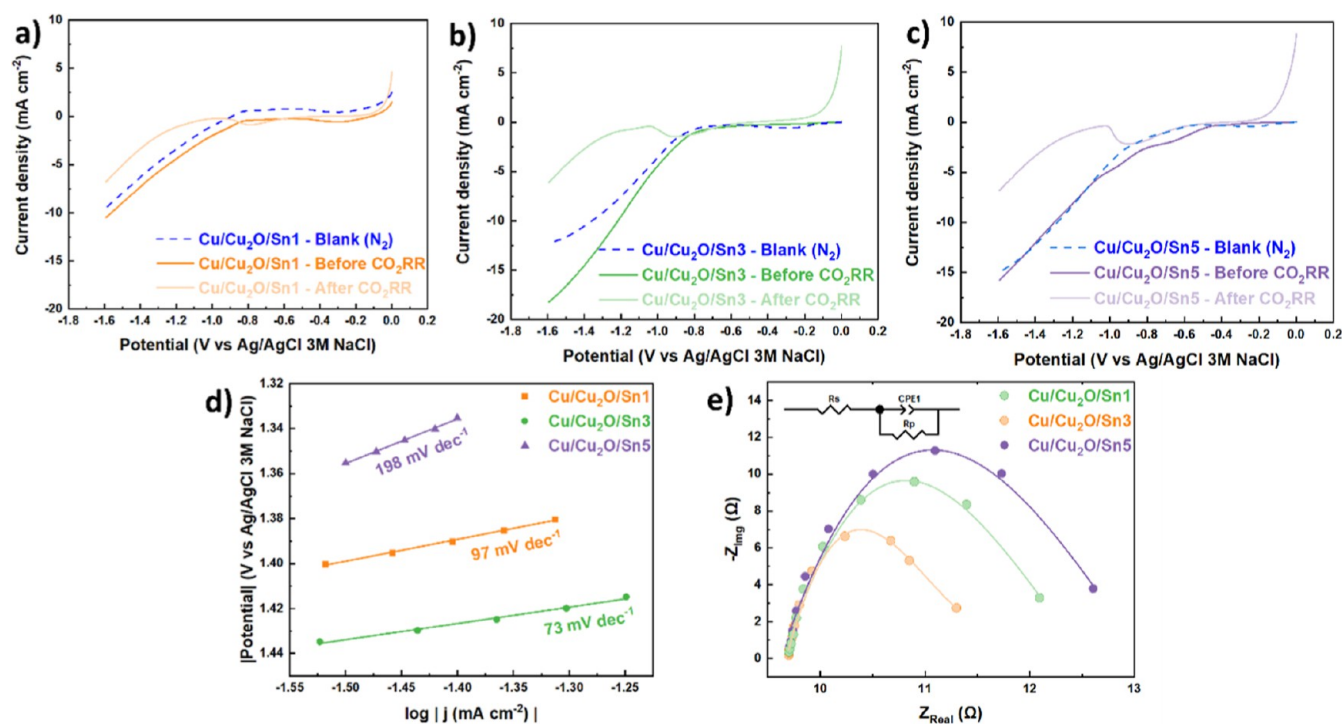 a)
Current density (mA cm⁻²)
10
5
0
-5
-10
-15
-20
Cu/Cu₂O/Sn1 - Blank (N₂)
Cu/Cu₂O/Sn1 - Before CO₂RR
Cu/Cu₂O/Sn1 - After CO₂RR
-1.8 -1.6 -1.4 -1.2 -1.0 -0.8 -0.6 -0.4 -0.2 0.0 0.2
Potential (V vs Ag/AgCl 3M NaCl)
b)
Current density (mA cm⁻²)
10
5
0
-5
-10
-15
-20
Cu/Cu₂O/Sn3 - Blank (N₂)
Cu/Cu₂O/Sn3 - Before CO₂RR
Cu/Cu₂O/Sn3 - After CO₂RR
-1.8 -1.6 -1.4 -1.2 -1.0 -0.8 -0.6 -0.4 -0.2 0.0 0.2
Potential (V vs Ag/AgCl 3M NaCl)
c)
Current density (mA cm⁻²)
10
5
0
-5
-10
-15
-20
Cu/Cu₂O/Sn5 - Blank (N₂)
Cu/Cu₂O/Sn5 - Before CO₂RR
Cu/Cu₂O/Sn5 - After CO₂RR
-1.8 -1.6 -1.4 -1.2 -1.0 -0.8 -0.6 -0.4 -0.2 0.0 0.2
Potential (V vs Ag/AgCl 3M NaCl)
d)
|Potential| (V vs Ag/AgCl 3M NaCl)
1.32
1.34
1.36
1.38
1.40
1.42
1.44
Cu/Cu₂O/Sn1
Cu/Cu₂O/Sn3
Cu/Cu₂O/Sn5
198 mV dec⁻¹
97 mV dec⁻¹
73 mV dec⁻¹
-1.55 -1.50 -1.45 -1.40 -1.35 -1.30 -1.25
log | j (mA cm⁻²) |
e)
-Z_Img (Ω)
14
12
10
8
6
4
2
0
Rs
CPE1
Rp
Cu/Cu₂O/Sn1
Cu/Cu₂O/Sn3
Cu/Cu₂O/Sn5
10 11 12 13
Z_Real (Ω)